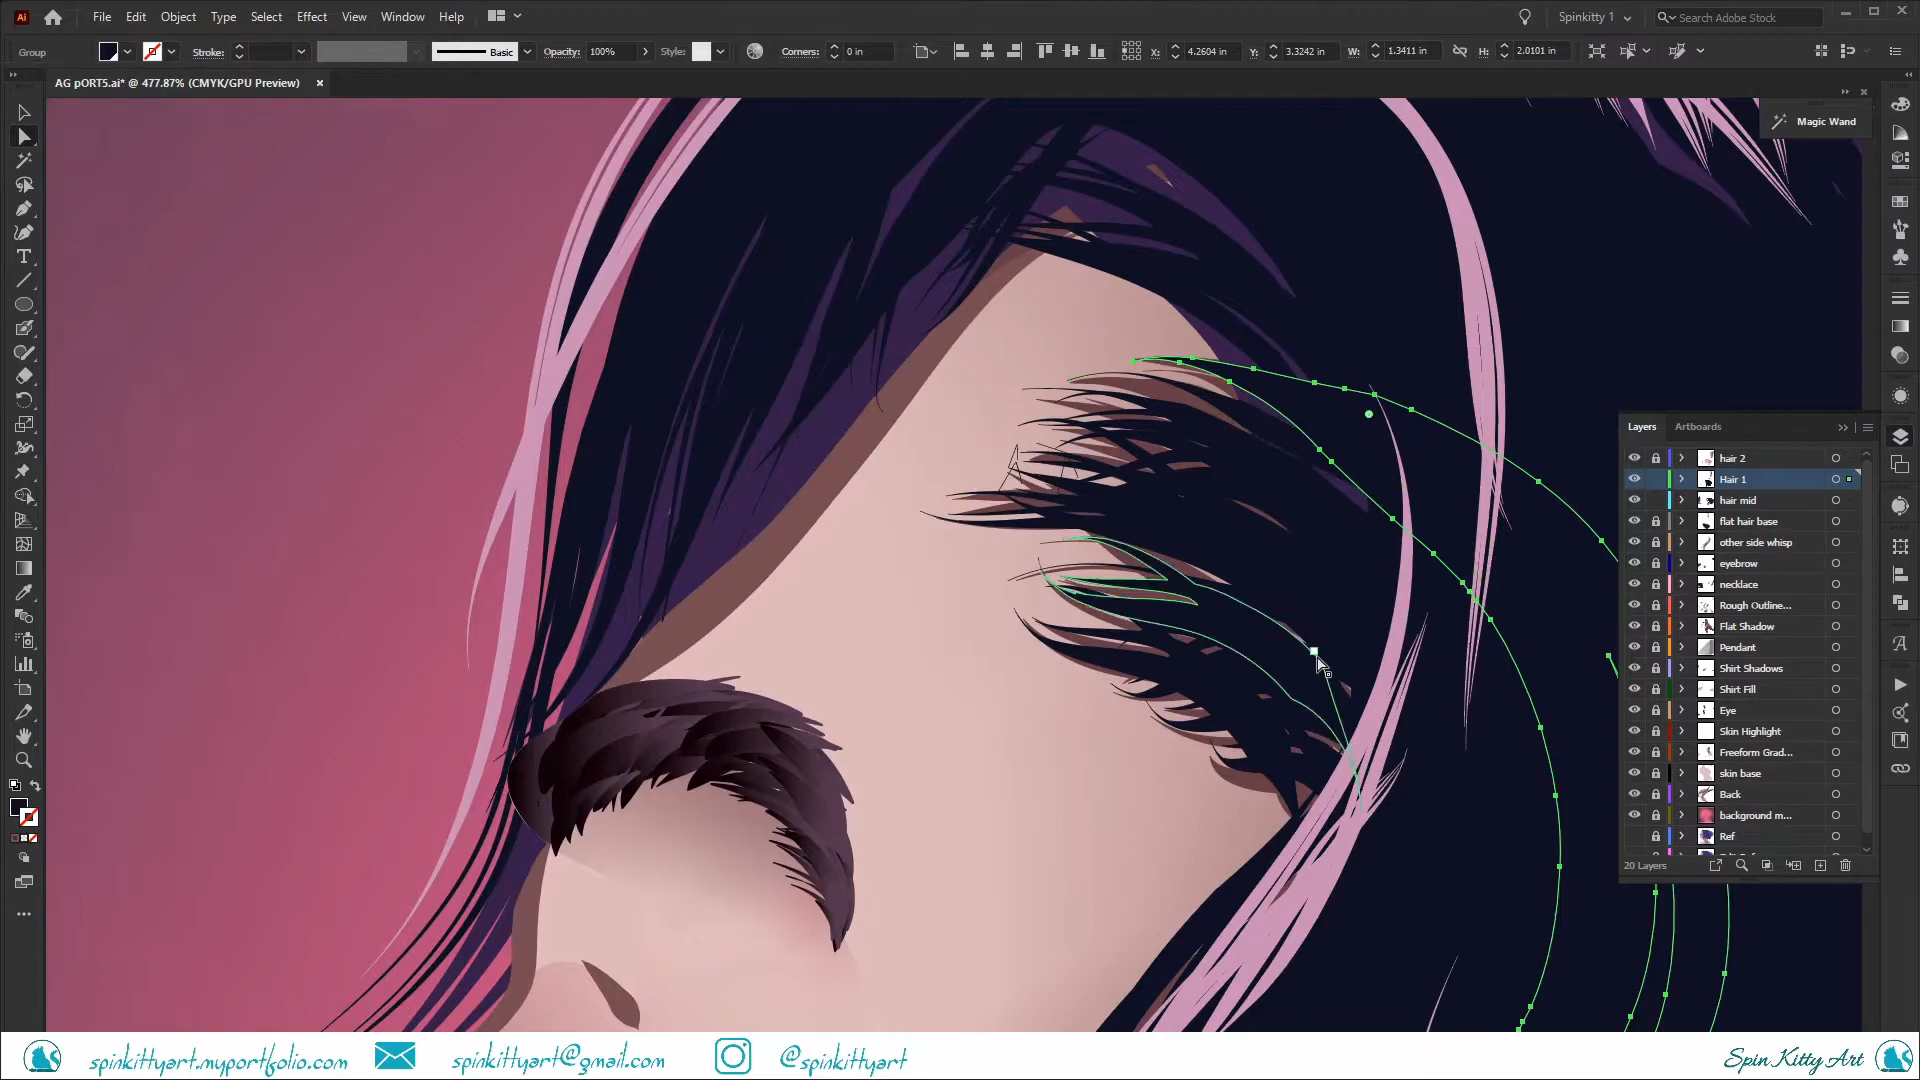 Ai File Edit Object Type Select Effect View Window Help Spinkitty 1 Search Adobe Stock
Group Stroke: Basic Opacity: 100% Style: Corners: 0 in X: 4.2604 in Y: 3.3242 in W: 1.3411 in H: 2.0101 in
AG pORT5.ai* @ 477.87% (CMYK/GPU Preview)
Magic Wand
Layers Artboards
hair 2
Hair 1
hair mid
flat hair base
other side whisp
eyebrow
necklace
Rough Outline...
Flat Shadow
Pendant
Shirt Shadows
Shirt Fill
Eye
Skin Highlight
Freeform Grad...
skin base
Back
background m...
Ref
20 Layers
spinkittyart.myportfolio.com spinkittyart@gmail.com @spinkittyart Spin Kitty Art